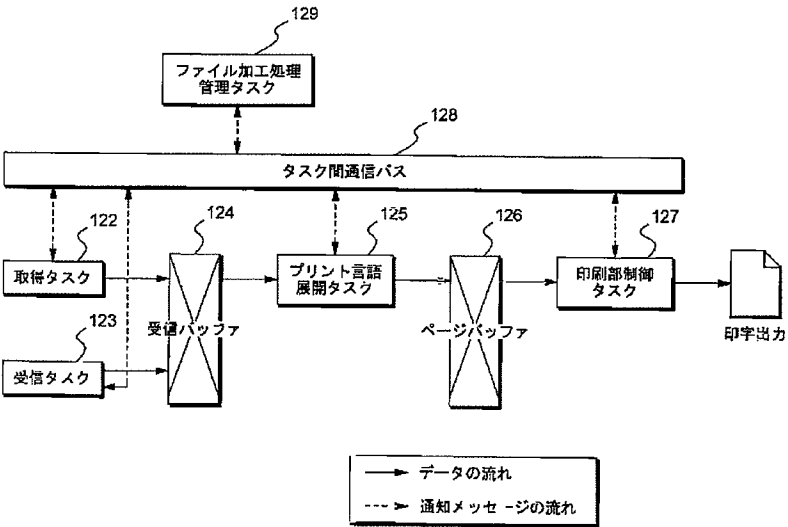 129
ファイル加工処理
管理タスク
128
タスク間通信バス
122
124
125
126
127
取得タスク
プリント言語
展開タスク
印刷部制御
タスク
123
受信バッファ
ページバッファ
印字出力
受信タスク
データの流れ
通知メッセージの流れ